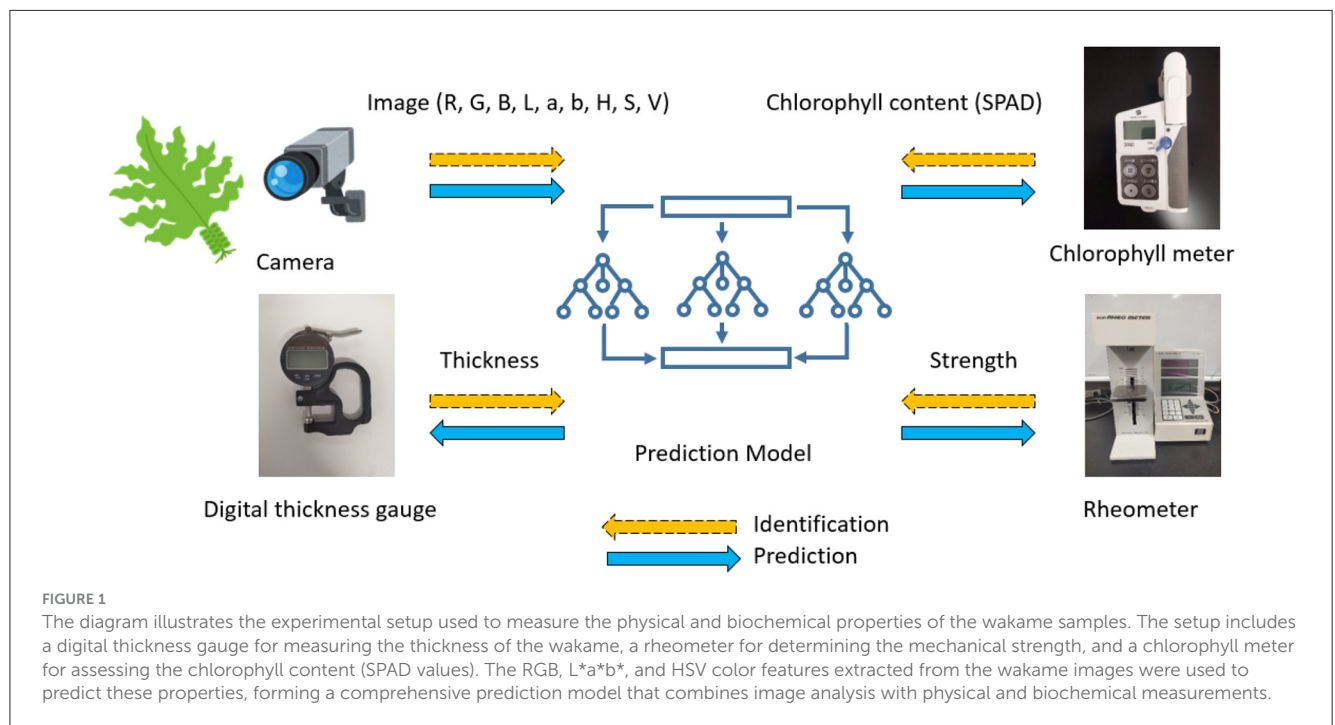 Image (R, G, B, L, a, b, H, S, V)
Chlorophyll content (SPAD)
Camera
Chlorophyll meter
Thickness
Strength
RHEO METER
Prediction Model
Digital thickness gauge
Rheometer
Identification
Prediction
FIGURE 1
The diagram illustrates the experimental setup used to measure the physical and biochemical properties of the wakame samples. The setup includes
a digital thickness gauge for measuring the thickness of the wakame, a rheometer for determining the mechanical strength, and a chlorophyll meter
for assessing the chlorophyll content (SPAD values). The RGB, L*a*b*, and HSV color features extracted from the wakame images were used to
predict these properties, forming a comprehensive prediction model that combines image analysis with physical and biochemical measurements.